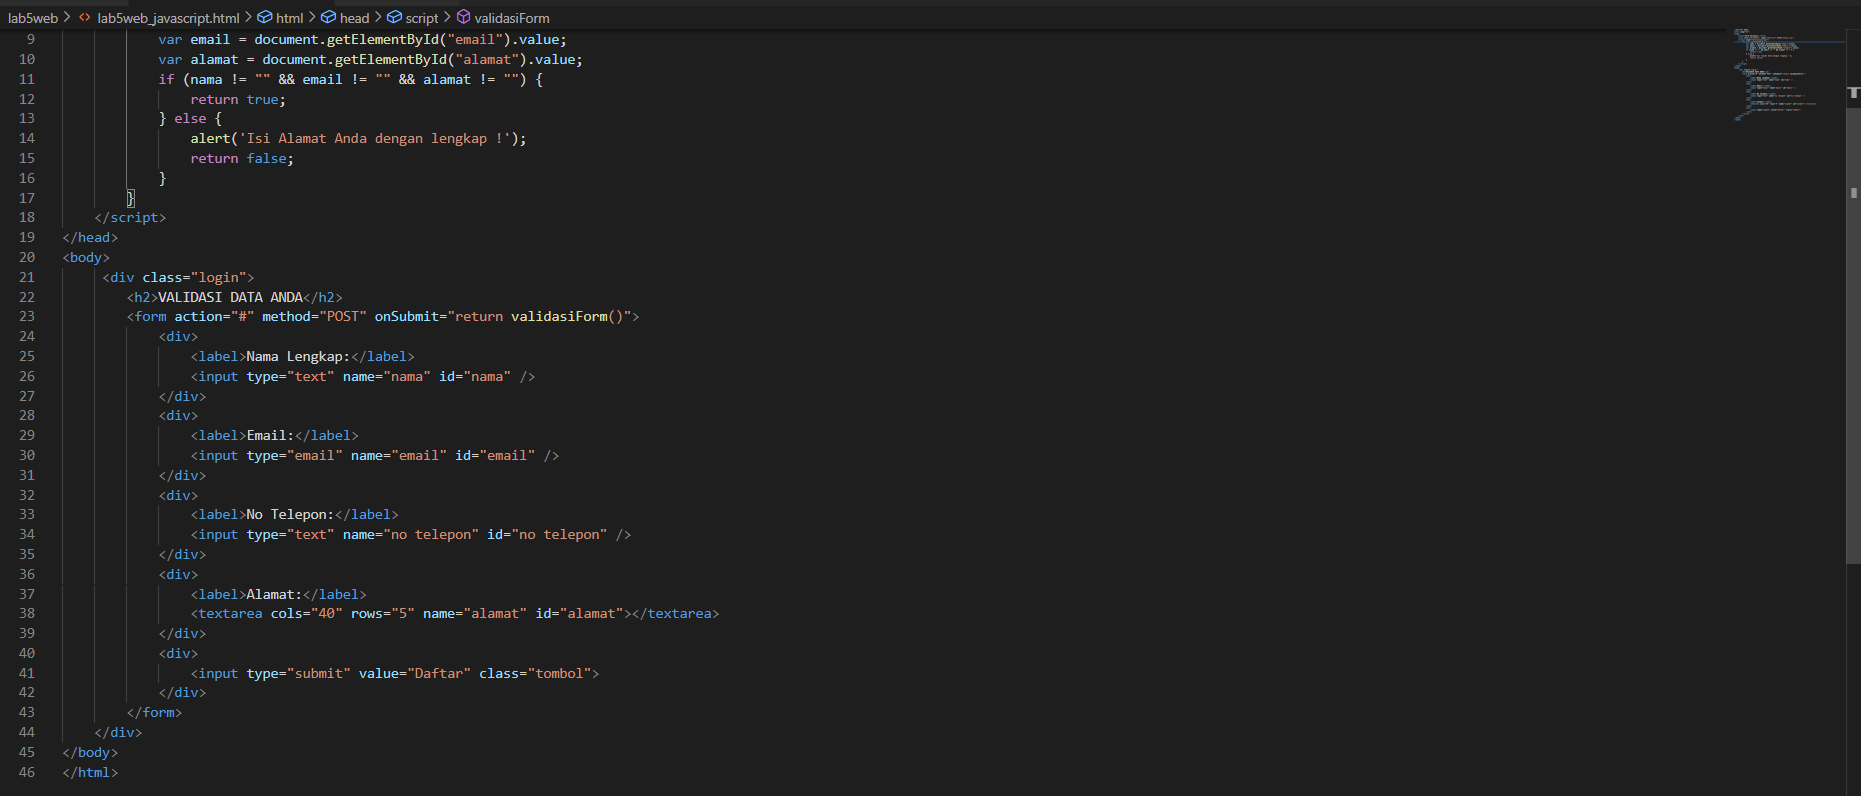 lab5web > lab5web_javascript.html > html > head > script > validasiForm
9 var email = document.getElementById("email").value;
10 var alamat = document.getElementById("alamat").value;
11 if (nama != "" && email != "" && alamat != "") {
12 return true;
13 } else {
14 alert('Isi Alamat Anda dengan lengkap !');
15 return false;
16 }
17 }
18 </script>
19 </head>
20 <body>
21 <div class="login">
22 <h2>VALIDASI DATA ANDA</h2>
23 <form action="#" method="POST" onSubmit="return validasiForm()">
24 <div>
25 <label>Nama Lengkap:</label>
26 <input type="text" name="nama" id="nama" />
27 </div>
28 <div>
29 <label>Email:</label>
30 <input type="email" name="email" id="email" />
31 </div>
32 <div>
33 <label>No Telepon:</label>
34 <input type="text" name="no telepon" id="no telepon" />
35 </div>
36 <div>
37 <label>Alamat:</label>
38 <textarea cols="40" rows="5" name="alamat" id="alamat"></textarea>
39 </div>
40 <div>
41 <input type="submit" value="Daftar" class="tombol">
42 </div>
43 </form>
44 </div>
45 </body>
46 </html>